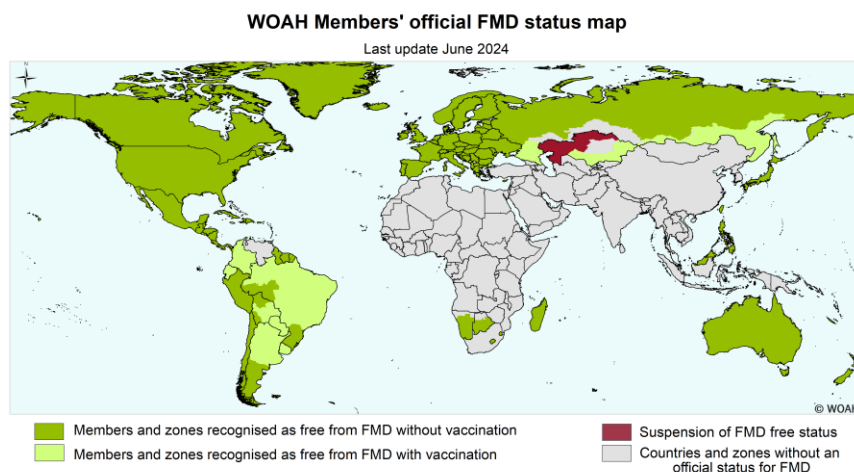 WOAH Members' official FMD status map
Last update June 2024
N
© WOAH
Members and zones recognised as free from FMD without vaccination
Members and zones recognised as free from FMD with vaccination
Suspension of FMD free status
Countries and zones without an
official status for FMD